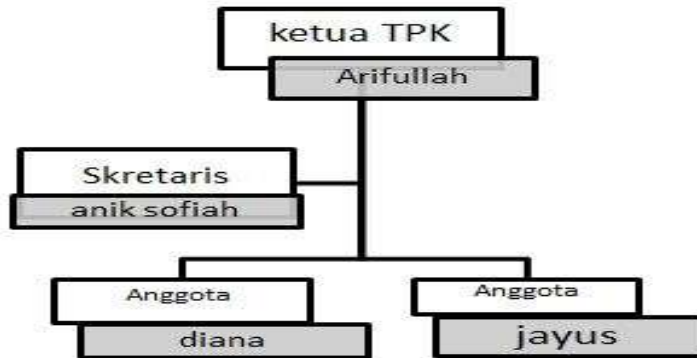 ketua TPK
Arifullah
Skretaris
anik sofiah
Anggota
diana
Anggota
jayus